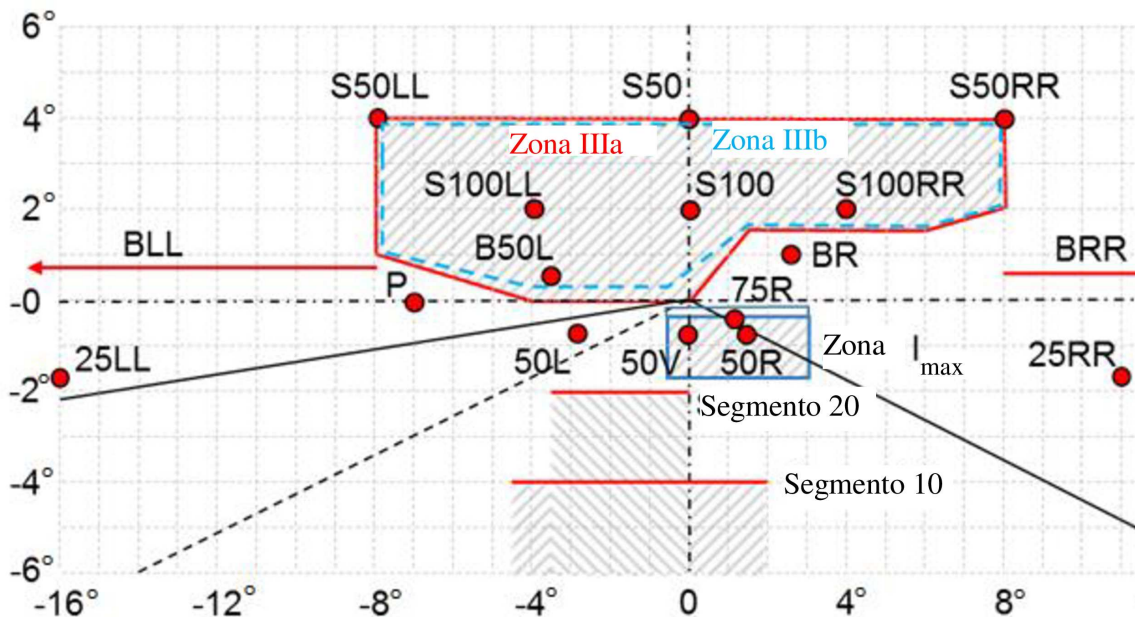 6°
S50LL
S50
S50RR
4°
Zona IIIa
Zona IIIb
S100LL
S100
S100RR
2°
BLL
B50L
BR
BRR
P
-0
75R
25LL
50L
50V
50R
Zona
I max
25RR
-2°
Segmento 20
-4°
Segmento 10
-6°
-16°
-12°
-8°
-4°
0
4°
8°